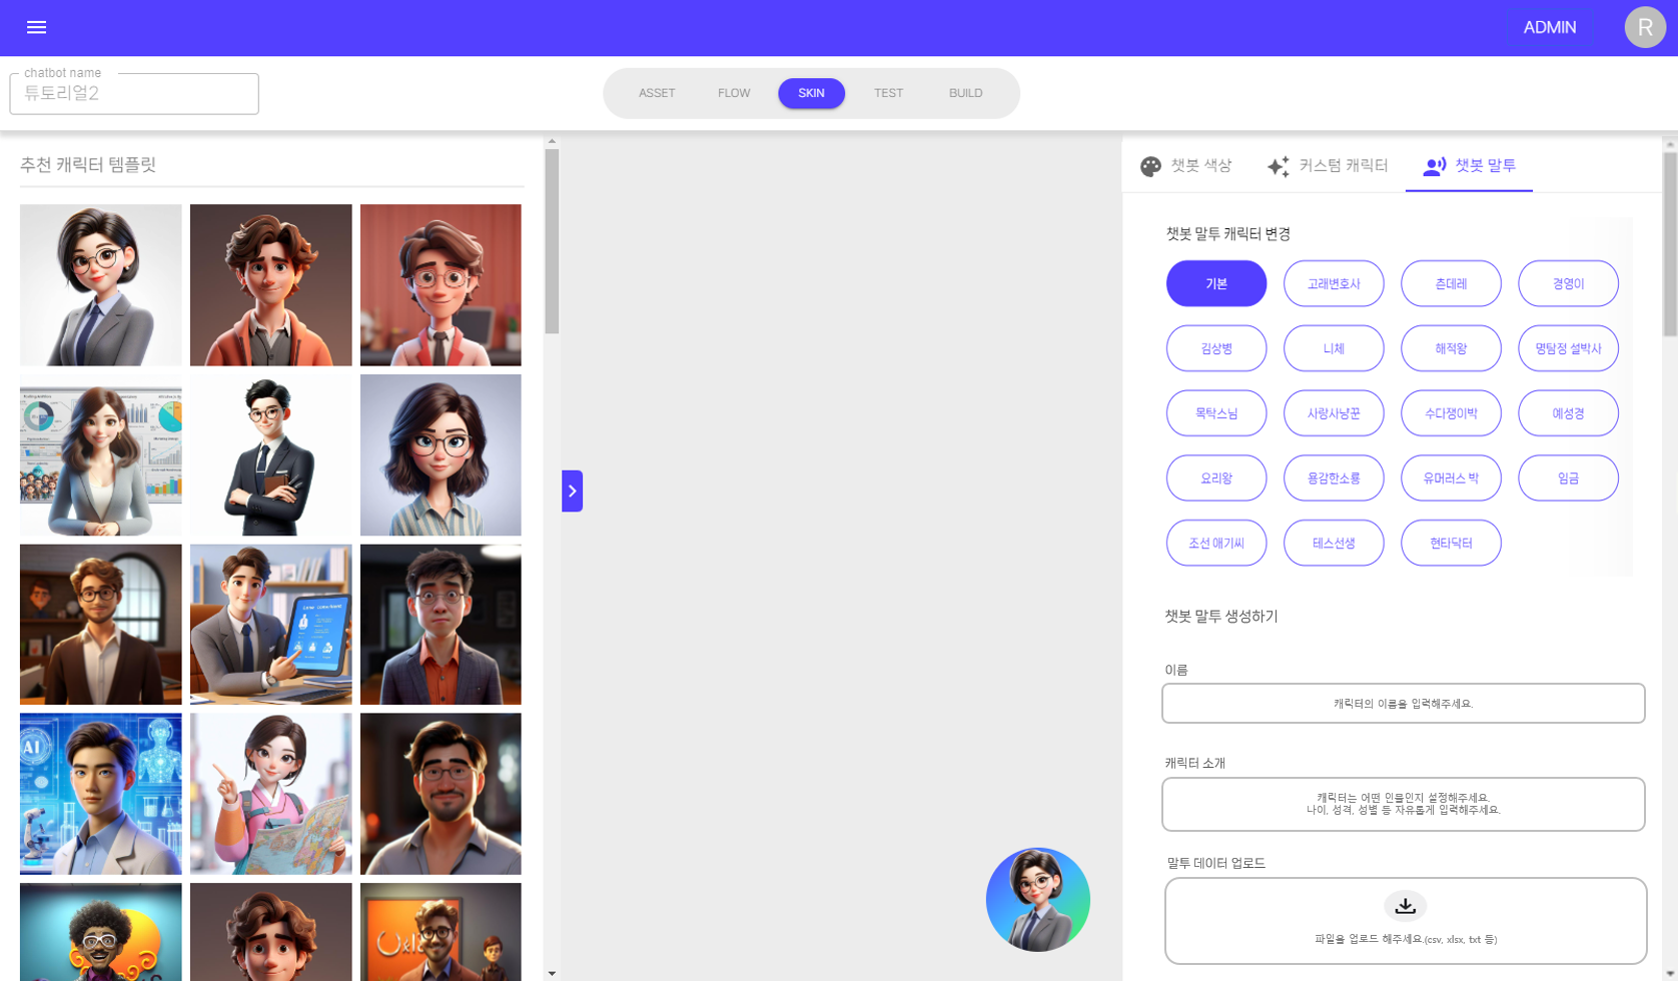 ADMIN
R
chatbot name
튜토리얼2
ASSET
FLOW
SKIN
TEST
BUILD
추천 캐릭터 템플릿
AI
챗봇 색상
커스텀 캐릭터
챗봇 말투
챗봇 말투 캐릭터 변경
기본
고래변호사
츤데레
경영이
김상병
니체
해적왕
명탐정 설박사
목탁스님
사랑사냥꾼
수다쟁이박
예성경
요리왕
용감한소룡
유머러스 박
임금
조선 애기씨
테스선생
현타닥터
챗봇 말투 생성하기
이름
캐릭터의 이름을 입력해주세요.
캐릭터 소개
캐릭터는 어떤 인물인지 설정해주세요.
나이, 성격, 성별 등 자유롭게 입력해주세요.
말투 데이터 업로드
파일을 업로드 해주세요.(csv, xlsx, txt 등)